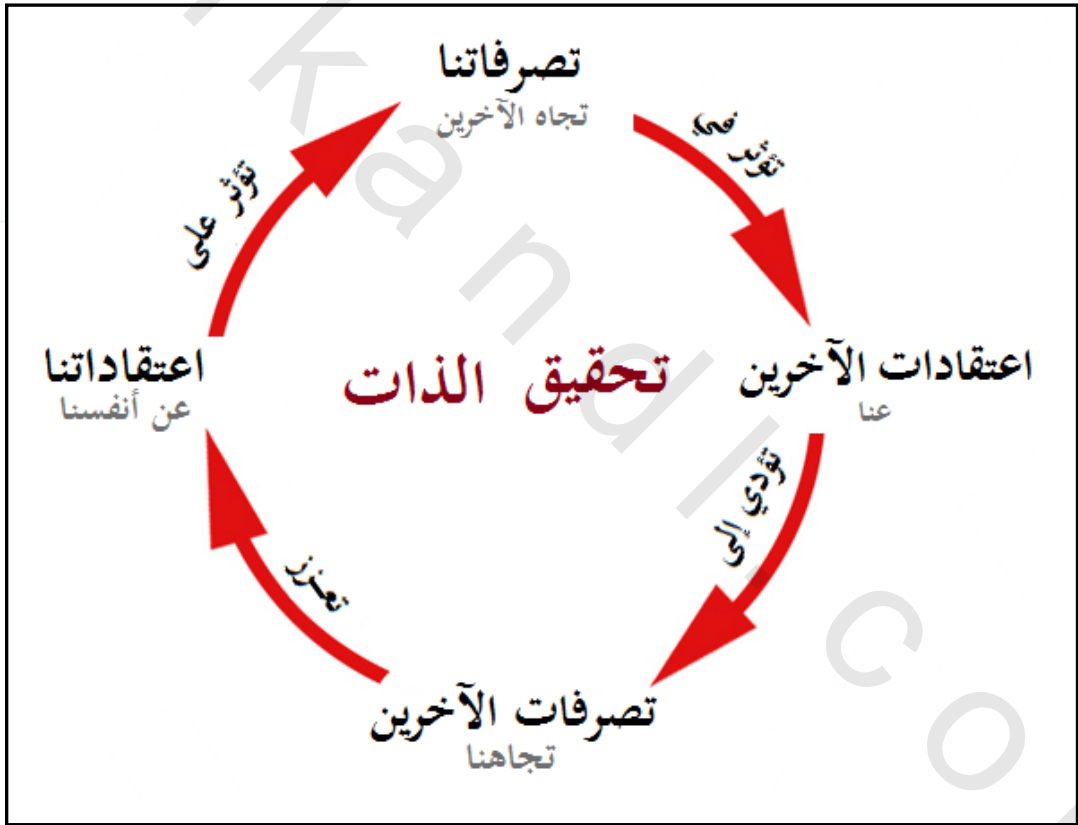 تصرفاتنا
تجاه الآخرين
تؤثر في
اعتقادات الآخرين
عنا
تؤدي إلى
تصرفات الآخرين
تجاهنا
تعزز
اعتقاداتنا
عن أنفسنا
تؤثر على
تحقيق الذات